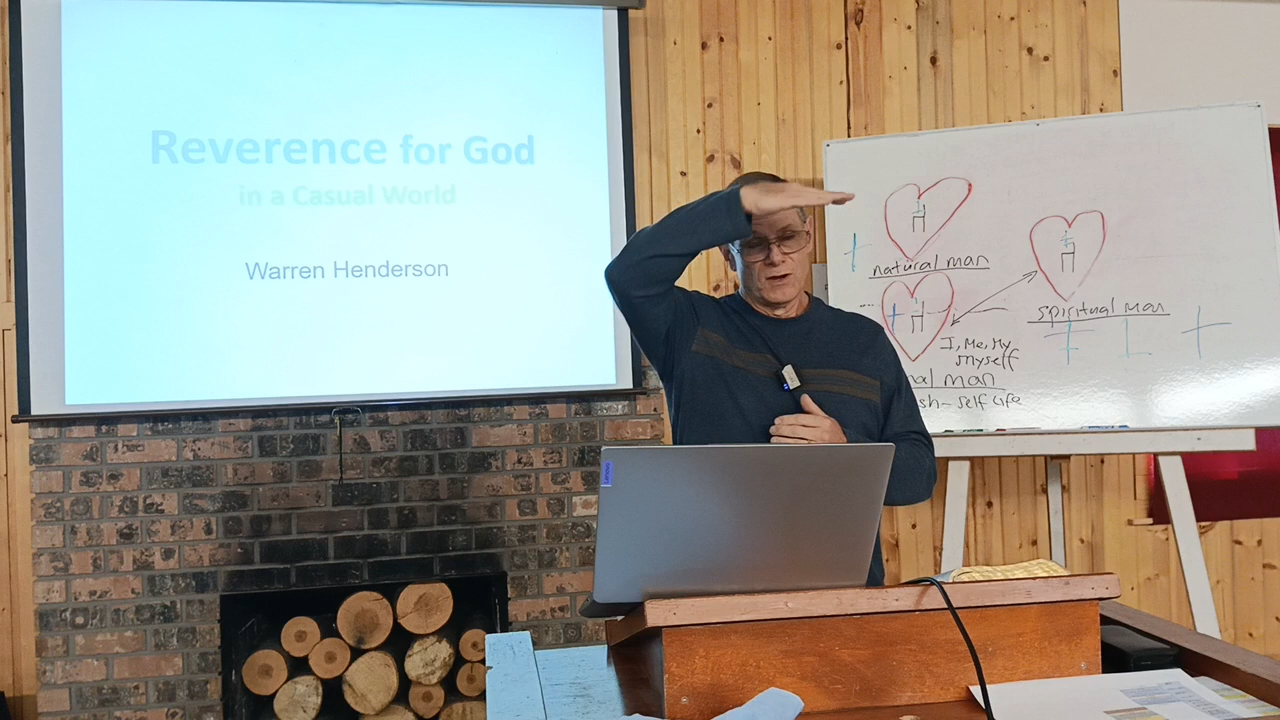 Reverence for God
in a Casual World
Warren Henderson
natural man
spiritual man
I, Me, My
Myself
nal man
sh-self life
Lenovo